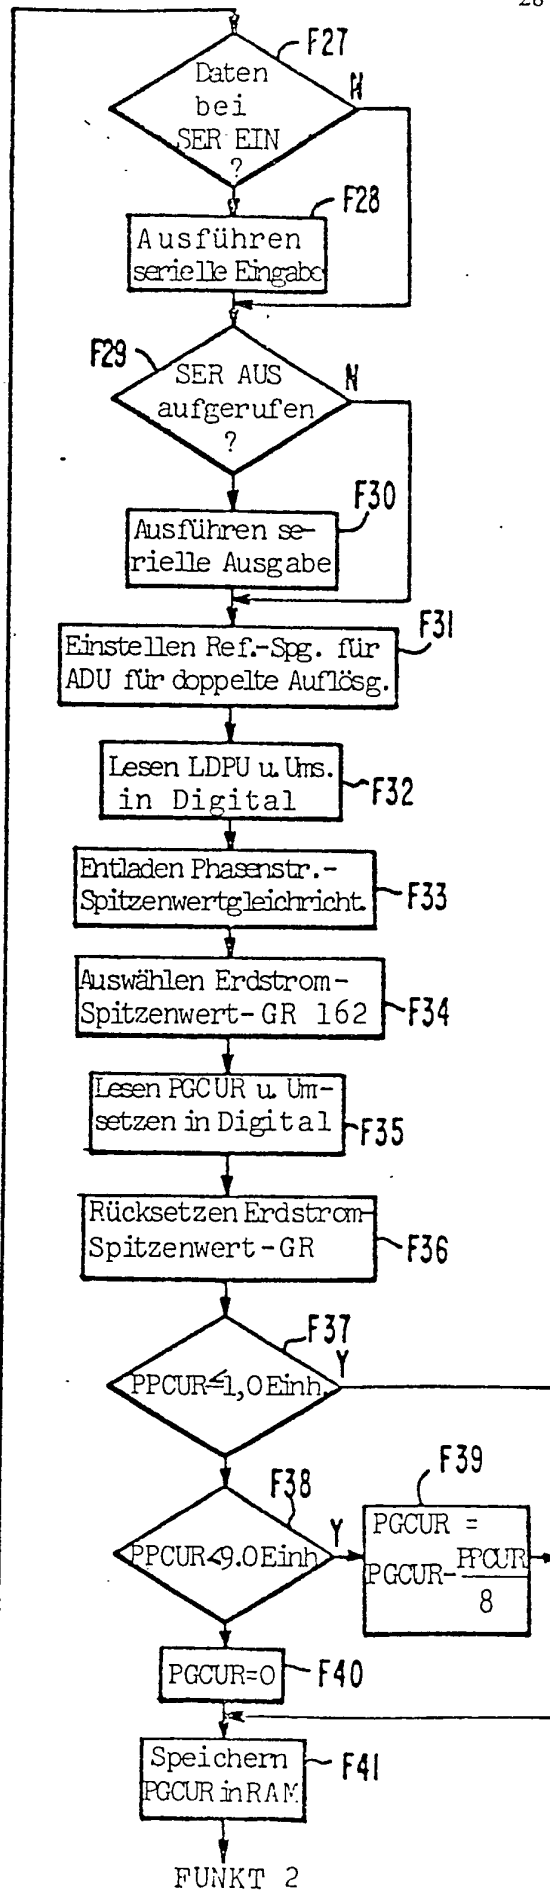 28
F27
Daten
bei
SER EIN
?
N
F28
Ausführen
serielle Eingabe
F29
SER AUS
aufgerufen
?
N
F30
Ausführen se-
rielle Ausgabe
F31
Einstellen Ref.-Spg. für
ADU für doppelte Auflösg.
Lesen LDPU u. Ums.
in Digital
F32
Entladen Phasenstr.-
Spitzenwertgleichricht.
F33
Auswählen Erdstrom-
Spitzenwert-GR 162
F34
Lesen PGCUR u. Um-
setzen in Digital
F35
Rücksetzen Erdstrom-
Spitzenwert-GR
F36
F37
PPCUR≤1,0Einh.
Y
F38
PPCUR<9.0Einh
Y
F39
PGCUR =
PGCUR-PPCUR
8
PGCUR=0
F40
Speichern
PGCUR in RAM
F41
FUNKT 2